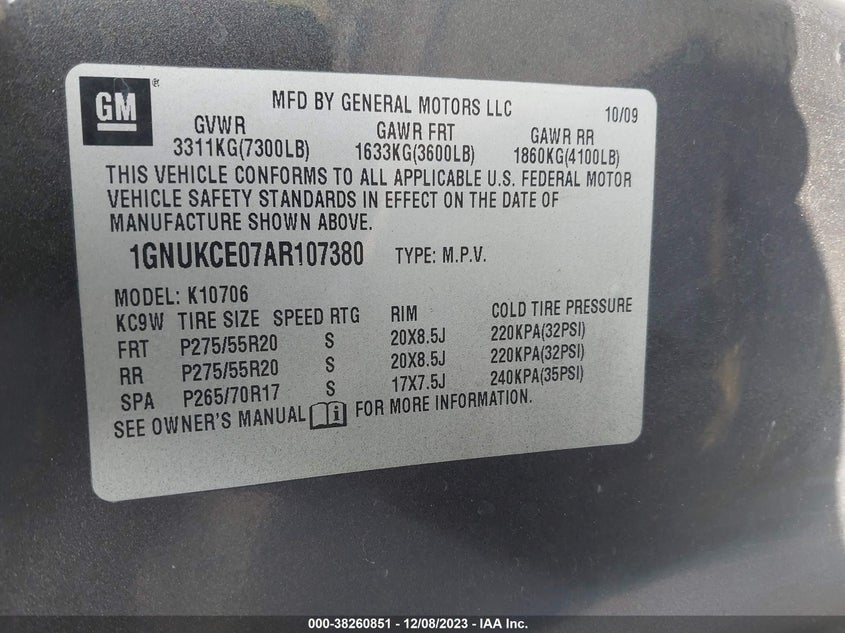 GM ®
MFD BY GENERAL MOTORS LLC 10/09
GVWR GAWR FRT GAWR RR
3311KG(7300LB) 1633KG(3600LB) 1860KG(4100LB)
THIS VEHICLE CONFORMS TO ALL APPLICABLE U.S. FEDERAL MOTOR
VEHICLE SAFETY STANDARDS IN EFFECT ON THE DATE OF
MANUFACTURE SHOWN ABOVE.
1GNUKCE07AR107380 TYPE: M.P.V.
MODEL: K10706
KC9W TIRE SIZE SPEED RTG RIM COLD TIRE PRESSURE
FRT P275/55R20 S 20X8.5J 220KPA(32PSI)
RR P275/55R20 S 20X8.5J 220KPA(32PSI)
SPA P265/70R17 S 17X7.5J 240KPA(35PSI)
SEE OWNER'S MANUAL i FOR MORE INFORMATION.
000-38260851 - 12/08/2023 - IAA Inc.